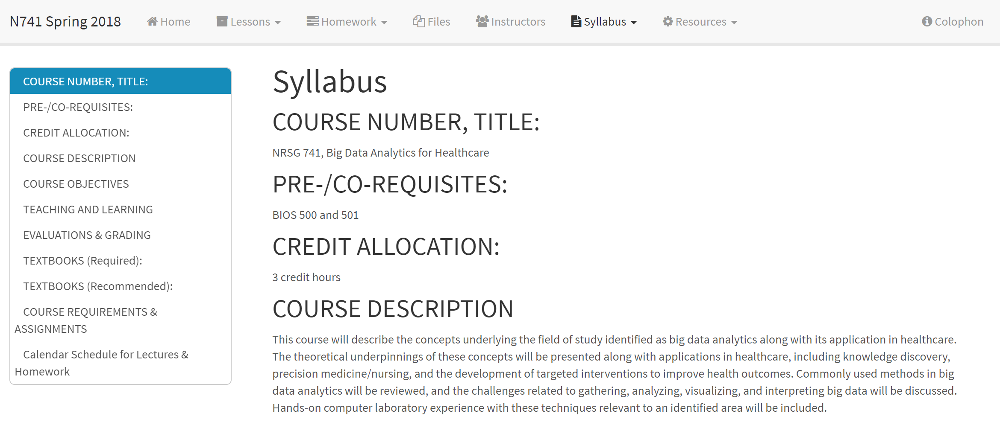 N741 Spring 2018 Home Lessons Homework Files Instructors Syllabus Resources Colophon
COURSE NUMBER, TITLE:
PRE-/CO-REQUISITES:
CREDIT ALLOCATION:
COURSE DESCRIPTION
COURSE OBJECTIVES
TEACHING AND LEARNING
EVALUATIONS & GRADING
TEXTBOOKS (Required):
TEXTBOOKS (Recommended):
COURSE REQUIREMENTS &
ASSIGNMENTS
Calendar Schedule for Lectures &
Homework
Syllabus
COURSE NUMBER, TITLE:
NRSG 741, Big Data Analytics for Healthcare
PRE-/CO-REQUISITES:
BIOS 500 and 501
CREDIT ALLOCATION:
3 credit hours
COURSE DESCRIPTION
This course will describe the concepts underlying the field of study identified as big data analytics along with its application in healthcare.
The theoretical underpinnings of these concepts will be presented along with applications in healthcare, including knowledge discovery,
precision medicine/nursing, and the development of targeted interventions to improve health outcomes. Commonly used methods in big
data analytics will be reviewed, and the challenges related to gathering, analyzing, visualizing, and interpreting big data will be discussed.
Hands-on computer laboratory experience with these techniques relevant to an identified area will be included.